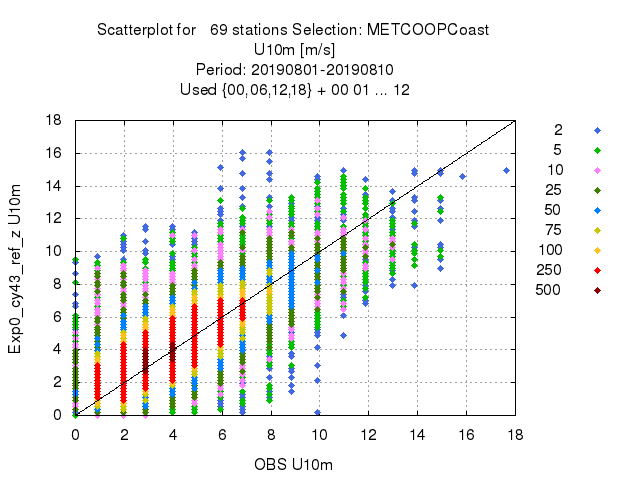 Scatterplot for 69 stations Selection: METCOOPCoast
U10m [m/s]
Period: 20190801-20190810
Used {00,06,12,18} + 00 01 ... 12
Exp0_cy43_ref_z U10m
18
16
14
12
10
8
6
4
2
0
0 2 4 6 8 10 12 14 16 18
OBS U10m
2
5
10
25
50
75
100
250
500